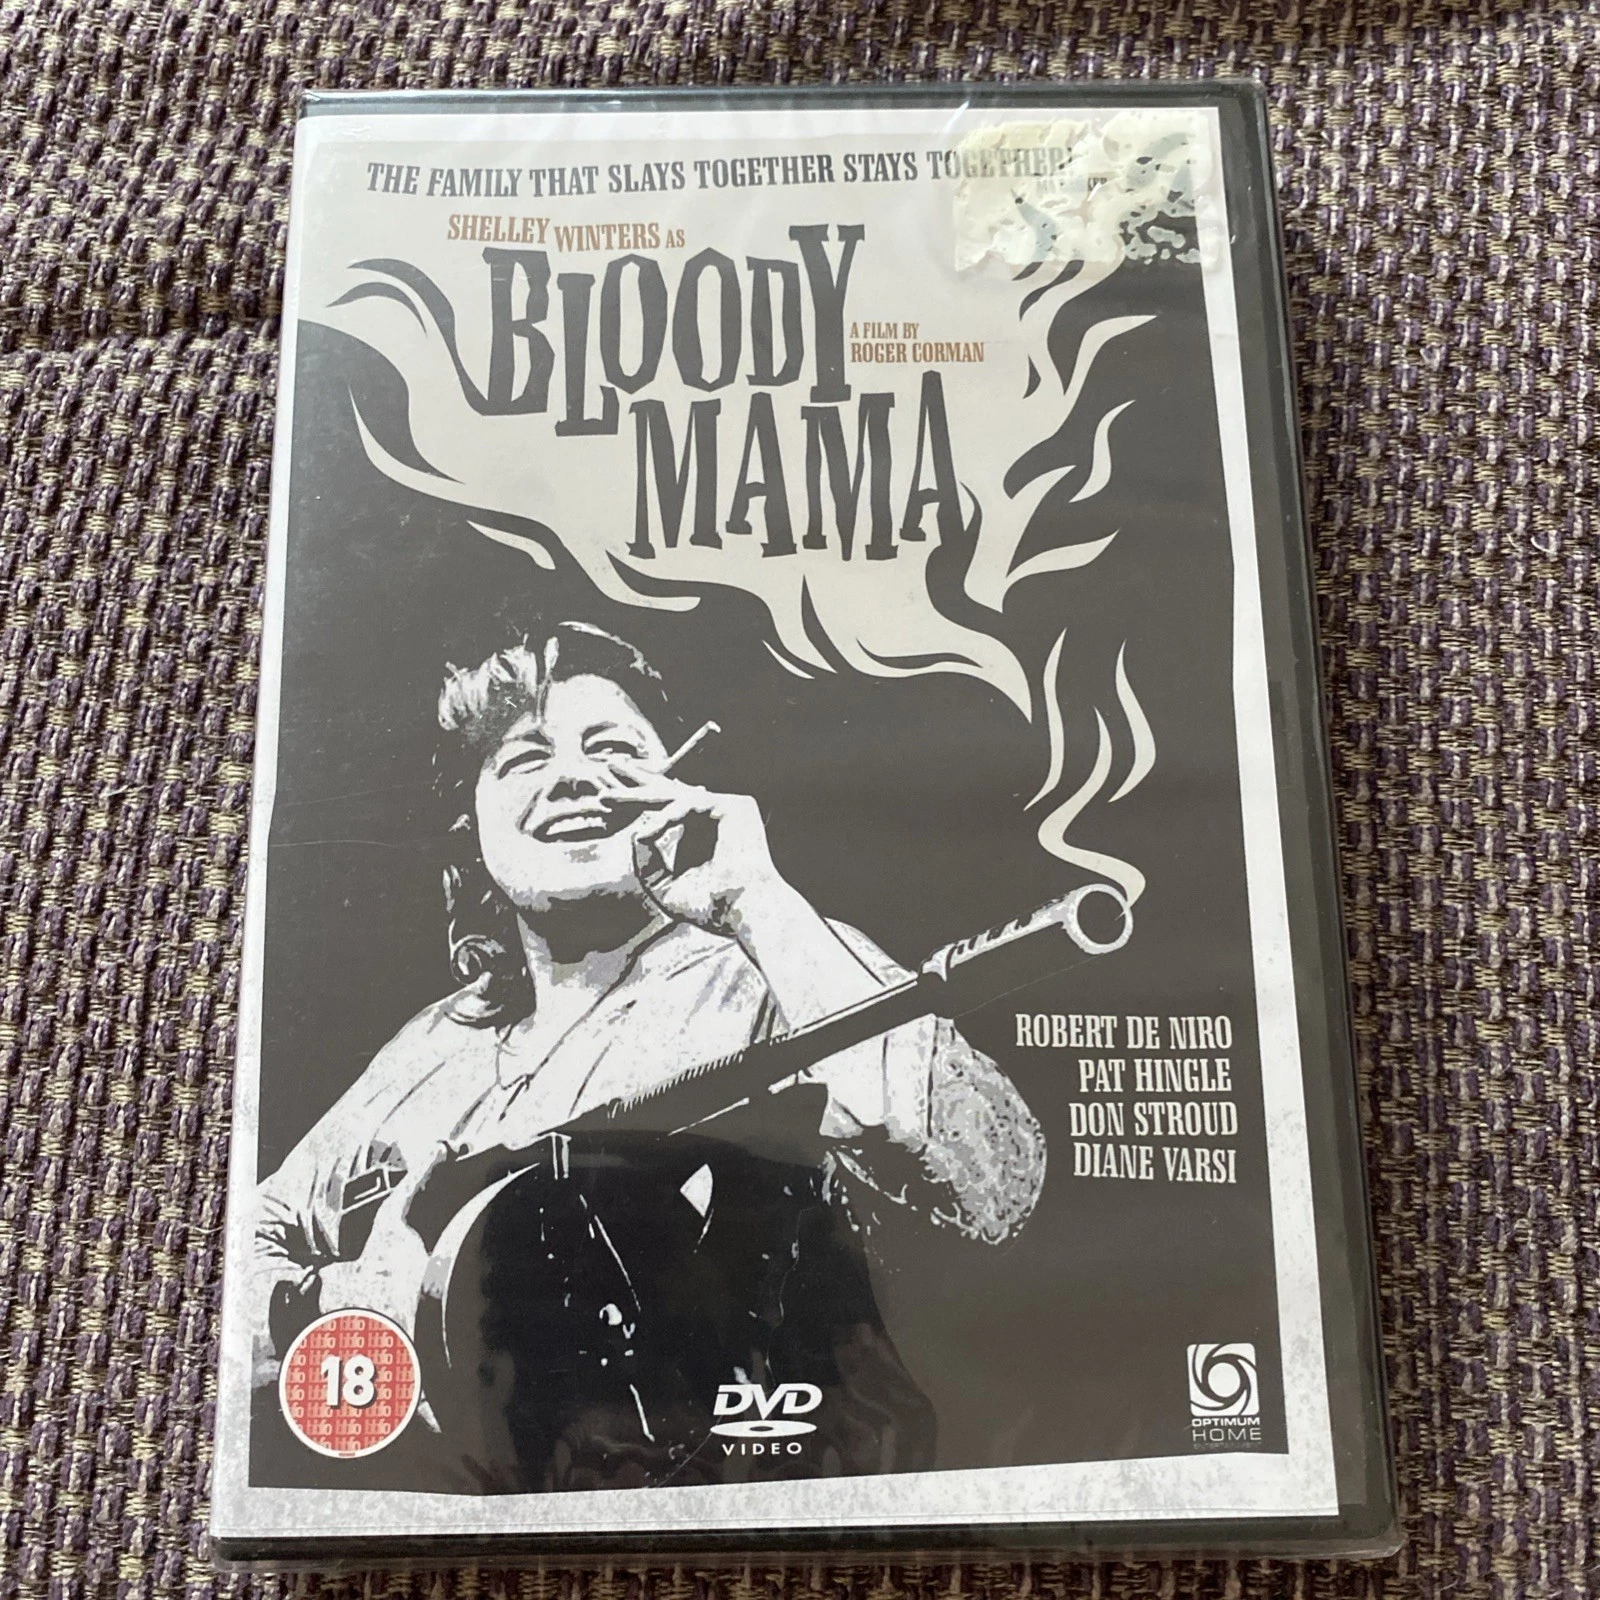 THE FAMILY THAT SLAYS TOGETHER STAYS TOGETHER!
SHELLEY WINTERS AS
BLOODY
A FILM BY
ROGER CORMAN
MAMA
ROBERT DE NIRO
PAT HINGLE
DON STROUD
DIANE VARSI
18
DVD
VIDEO
OPTIMUM
HOME
ENTERTAINMENT